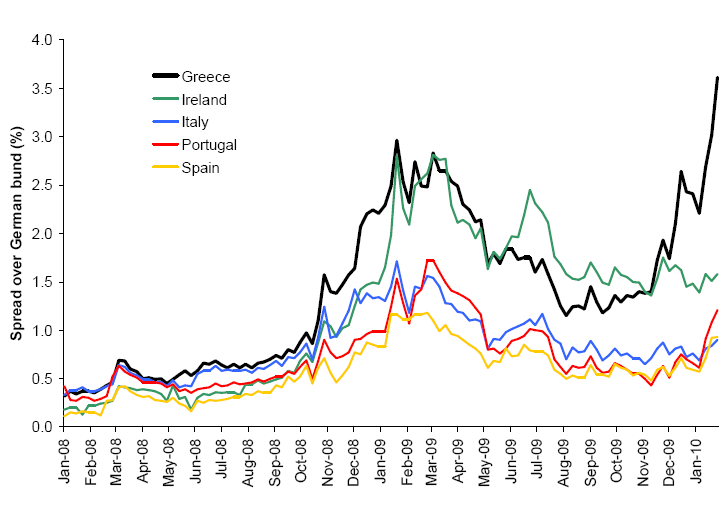 4.0
3.5
3.0
2.5
2.0
1.5
1.0
0.5
0.0
Spread over German bund (%)
Greece
Ireland
Italy
Portugal
Spain
Jan-08
Feb-08
Mar-08
Apr-08
May-08
Jun-08
Jul-08
Aug-08
Sep-08
Oct-08
Nov-08
Dec-08
Jan-09
Feb-09
Mar-09
Apr-09
May-09
Jun-09
Jul-09
Aug-09
Sep-09
Oct-09
Nov-09
Dec-09
Jan-10